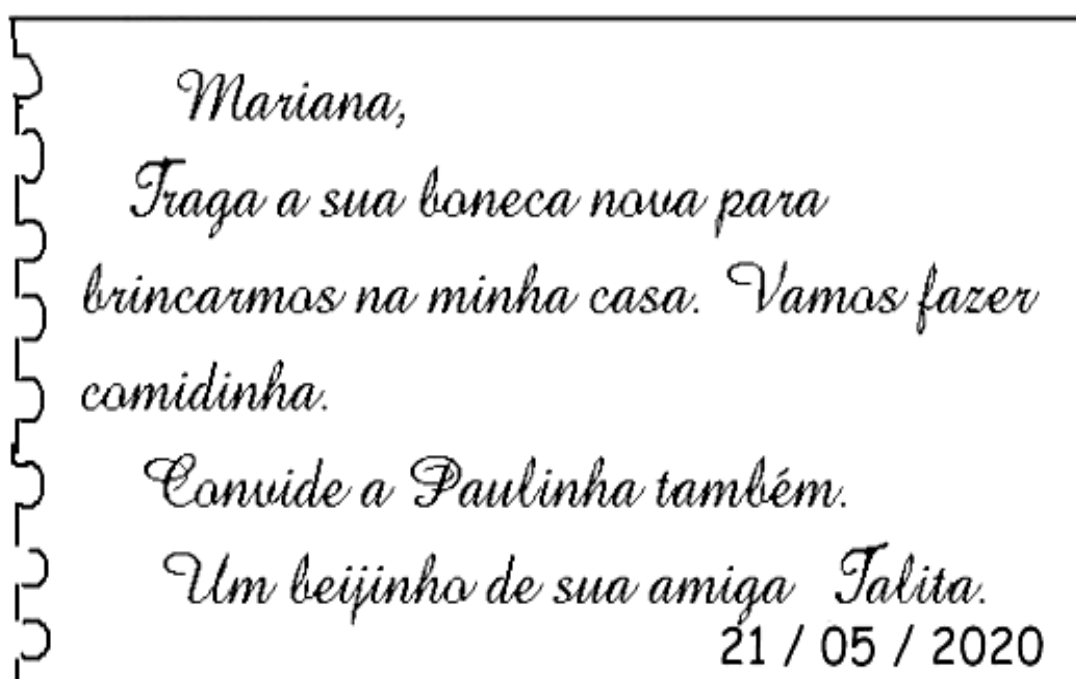 Mariana,
Traga a sua boneca nova para
brincarmos na minha casa. Vamos fazer
comidinha.
Convide a Paulinha também.
Um beijinho de sua amiga Talita.
21 / 05 / 2020